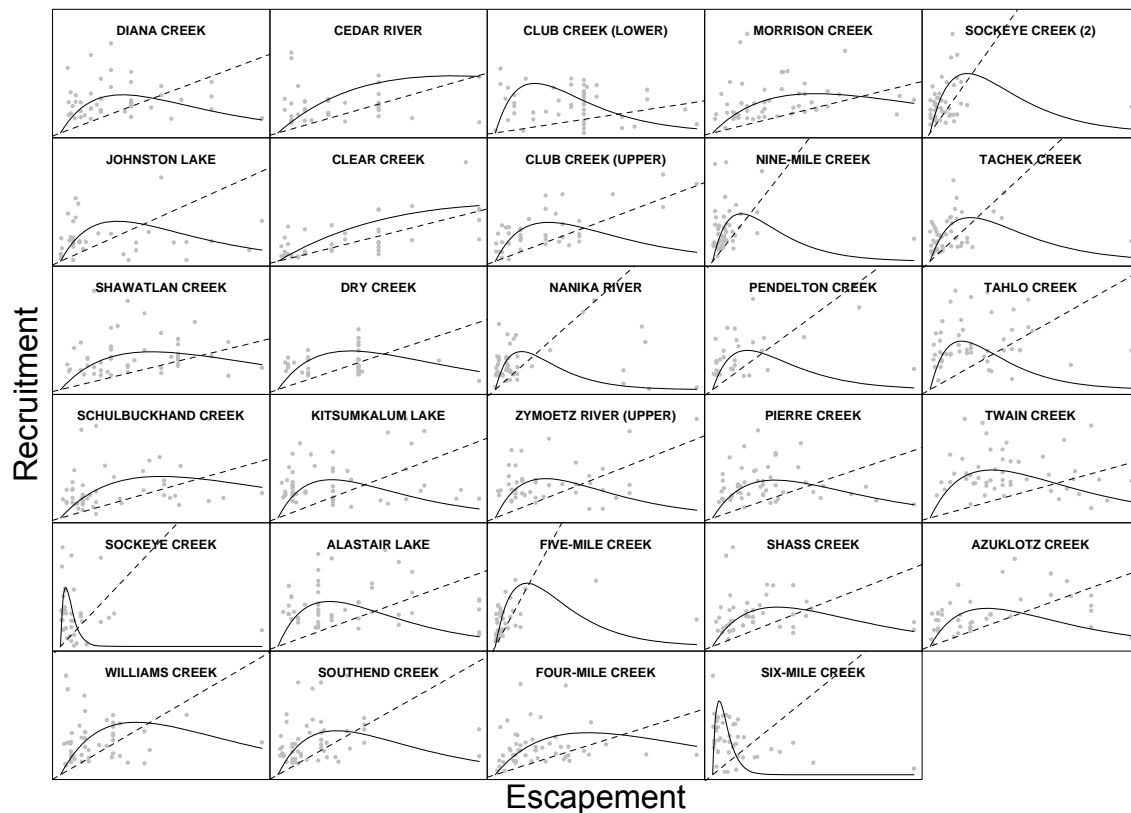 DIANA CREEK
CEDAR RIVER
CLUB CREEK (LOWER)
MORRISON CREEK
SOCKEYE CREEK (2)
JOHNSTON LAKE
CLEAR CREEK
CLUB CREEK (UPPER)
NINE-MILE CREEK
TACHEK CREEK
SHAWATLAN CREEK
DRY CREEK
NANIKA RIVER
PENDELTON CREEK
TAHLO CREEK
SCHULBUCKHAND CREEK
KITSUMKALUM LAKE
ZYMOETZ RIVER (UPPER)
PIERRE CREEK
TWAIN CREEK
SOCKEYE CREEK
ALASTAIR LAKE
FIVE-MILE CREEK
SHASS CREEK
AZUKLOTZ CREEK
WILLIAMS CREEK
SOUTHEND CREEK
FOUR-MILE CREEK
SIX-MILE CREEK
Recruitment
Escapement